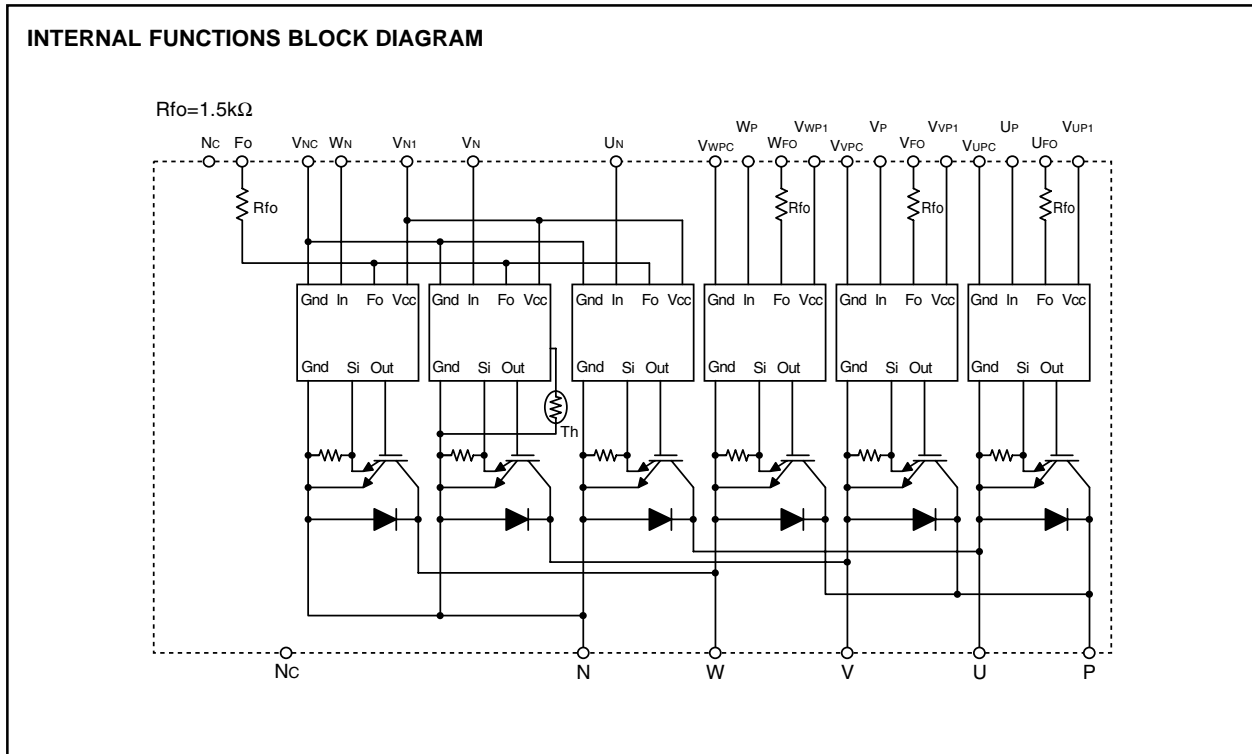 INTERNAL FUNCTIONS BLOCK DIAGRAM
Rfo=1.5kΩ
NC FO VNC WN VN1 VN UN VWPC WP WFO VWP1 VVPC VP VFO VVP1 VUPC UP UFO VUP1
Rfo Rfo Rfo Rfo
Gnd In Fo Vcc Gnd In Fo Vcc Gnd In Fo Vcc Gnd In Fo Vcc Gnd In Fo Vcc Gnd In Fo Vcc
Gnd Si Out Gnd Si Out Gnd Si Out Gnd Si Out Gnd Si Out Gnd Si Out
Th
NC N W V U P